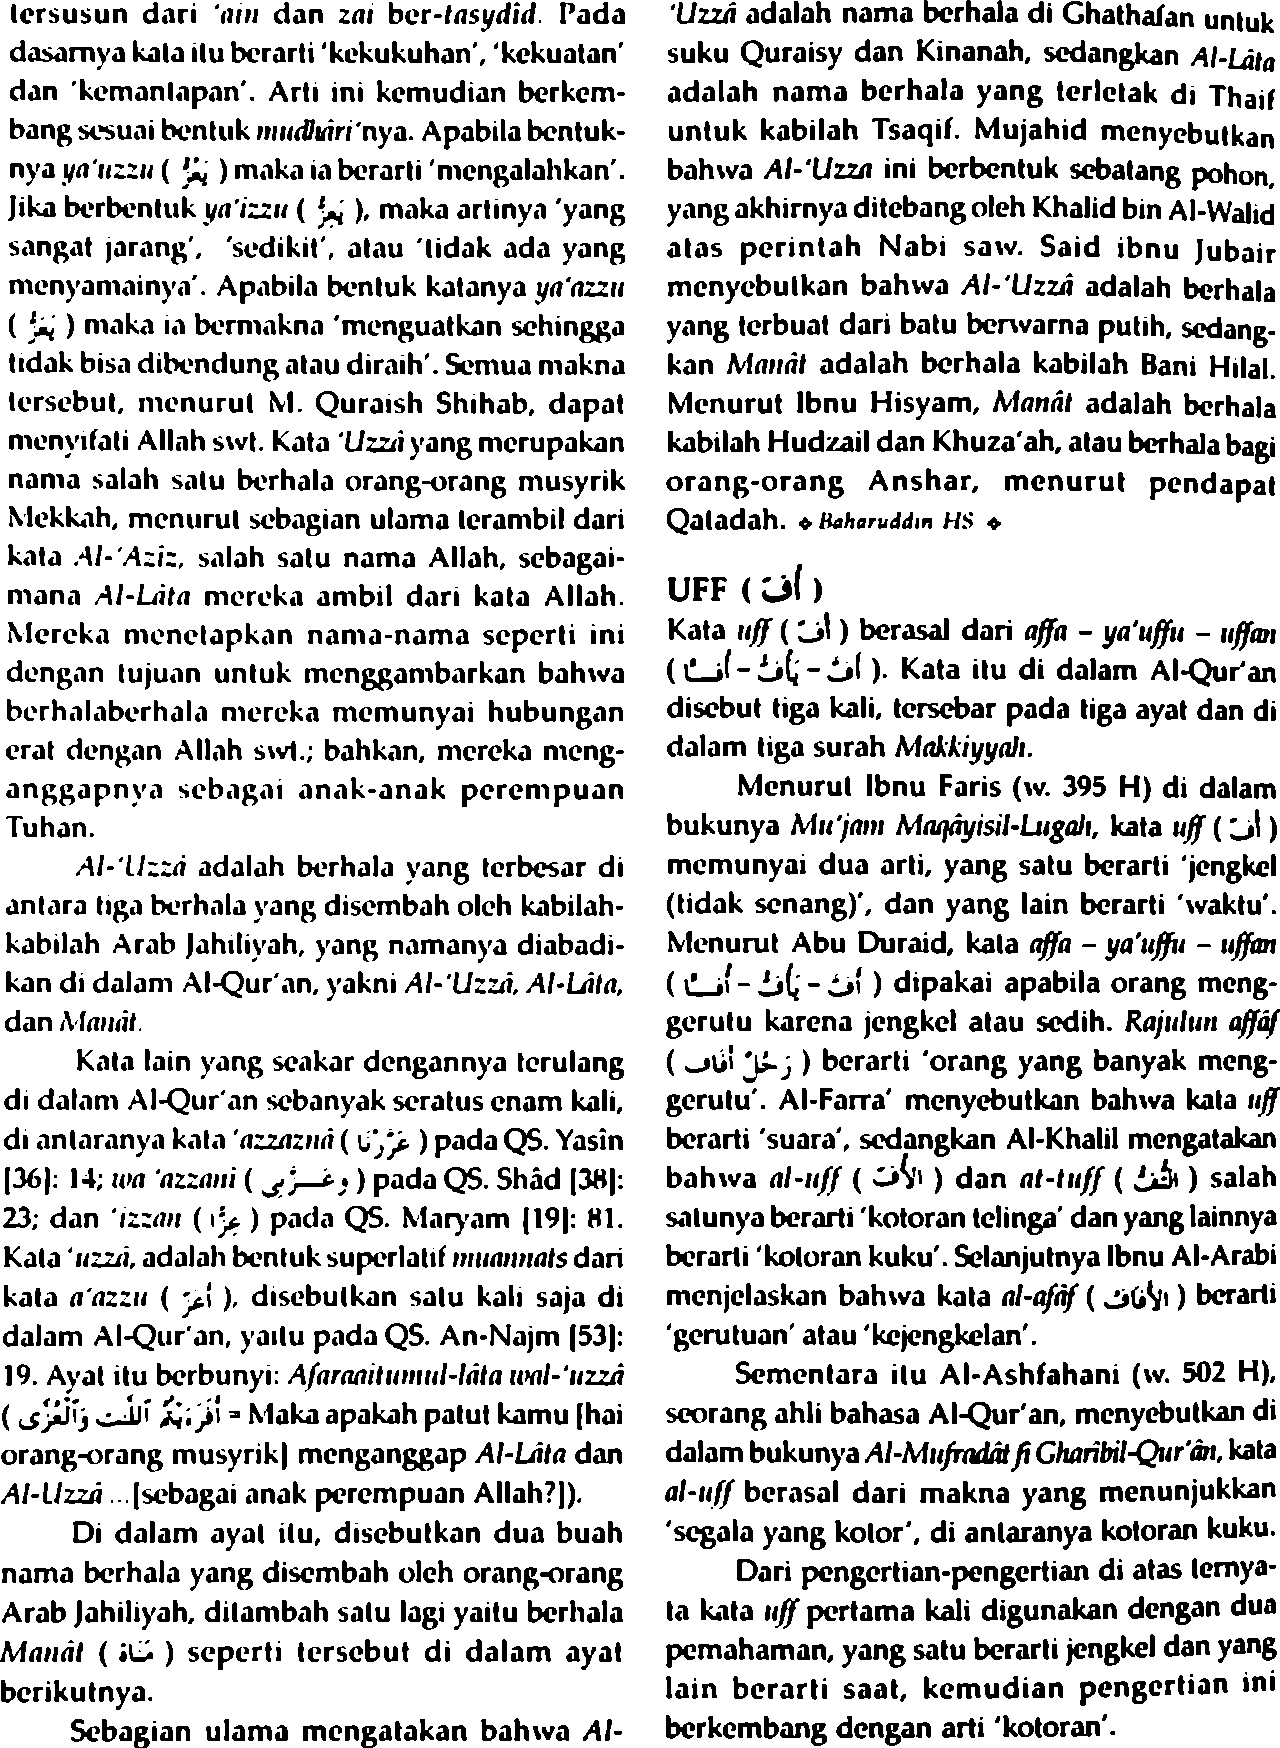 tersusun dari 'ain dan zai ber-tasydid. Pada
dasarnya kata itu berarti 'kekukuhan', 'kekuatan'
dan 'kemantapan'. Arti ini kemudian berkem-
bang sesuai bentuk mudhâri'nya. Apabila bentuk-
nya ya'uzzu ( يَعُزُّ ) maka ia berarti 'mengalahkan'.
Jika berbentuk ya'izzu ( يَعِزُّ ), maka artinya 'yang
sangat jarang', 'sedikit', atau 'tidak ada yang
menyamainya'. Apabila bentuk katanya ya'azzu
( يَعَزُّ ) maka ia bermakna 'menguatkan sehingga
tidak bisa dibendung atau diraih'. Semua makna
tersebut, menurut M. Quraish Shihab, dapat
menyifati Allah swt. Kata 'Uzzâ yang merupakan
nama salah satu berhala orang-orang musyrik
Mekkah, menurut sebagian ulama terambil dari
kata Al-'Aziz, salah satu nama Allah, sebagai-
mana Al-Lâta mereka ambil dari kata Allah.
Mereka menetapkan nama-nama seperti ini
dengan tujuan untuk menggambarkan bahwa
berhalaberhala mereka memunyai hubungan
erat dengan Allah swt.; bahkan, mereka meng-
anggapnya sebagai anak-anak perempuan
Tuhan.
Al-'Uzzâ adalah berhala yang terbesar di
antara tiga berhala yang disembah oleh kabilah-
kabilah Arab Jahiliyah, yang namanya diabadi-
kan di dalam Al-Qur'an, yakni Al-'Uzzâ, Al-Lâta,
dan Manât.
Kata lain yang seakar dengannya terulang
di dalam Al-Qur'an sebanyak seratus enam kali,
di antaranya kata 'azzaznâ ( عَزَّزْنَا ) pada QS. Yasîn
[36]: 14; wa 'azzani ( وَعَزَّنِى ) pada QS. Shâd [38]:
23; dan 'izzan ( عِزًّا ) pada QS. Maryam [19]: 81.
Kata 'uzzâ, adalah bentuk superlatif muannats dari
kata a'azzu ( أَعَزُّ ), disebutkan satu kali saja di
dalam Al-Qur'an, yaitu pada QS. An-Najm [53]:
19. Ayat itu berbunyi: Afaraaitumul-lâta wal-'uzzâ
( أَفَرَءَيْتُمُ ٱللَّٰتَ وَٱلْعُزَّىٰ = Maka apakah patut kamu [hai
orang-orang musyrik] menganggap Al-Lâta dan
Al-Uzzâ ...[sebagai anak perempuan Allah?]).
Di dalam ayat itu, disebutkan dua buah
nama berhala yang disembah oleh orang-orang
Arab Jahiliyah, ditambah satu lagi yaitu berhala
Manât ( مَنَاة ) seperti tersebut di dalam ayat
berikutnya.
Sebagian ulama mengatakan bahwa Al-
'Uzzâ adalah nama berhala di Ghathafan untuk
suku Quraisy dan Kinanah, sedangkan Al-Lâta
adalah nama berhala yang terletak di Thaif
untuk kabilah Tsaqif. Mujahid menyebutkan
bahwa Al-'Uzza ini berbentuk sebatang pohon,
yang akhirnya ditebang oleh Khalid bin Al-Walid
atas perintah Nabi saw. Said ibnu Jubair
menyebutkan bahwa Al-'Uzzâ adalah berhala
yang terbuat dari batu berwarna putih, sedang-
kan Manât adalah berhala kabilah Bani Hilal.
Menurut Ibnu Hisyam, Manât adalah berhala
kabilah Hudzail dan Khuza'ah, atau berhala bagi
orang-orang Anshar, menurut pendapat
Qatadah. ❖ Baharuddin HS ❖
UFF ( أُفّ )
Kata uff ( أُفّ ) berasal dari affa – ya'uffu – uffan
( أَفَّ - يَأُفُّ - أُفًّا ). Kata itu di dalam Al-Qur'an
disebut tiga kali, tersebar pada tiga ayat dan di
dalam tiga surah Makkiyyah.
Menurut Ibnu Faris (w. 395 H) di dalam
bukunya Mu'jam Maqâyisil-Lugah, kata uff ( أُفّ )
memunyai dua arti, yang satu berarti 'jengkel
(tidak senang)', dan yang lain berarti 'waktu'.
Menurut Abu Duraid, kata affa – ya'uffu – uffan
( أَفَّ - يَأُفُّ - أُفًّا ) dipakai apabila orang meng-
gerutu karena jengkel atau sedih. Rajulun affâf
( رَجُلٌ أَفَّاف ) berarti 'orang yang banyak meng-
gerutu'. Al-Farra' menyebutkan bahwa kata uff
berarti 'suara', sedangkan Al-Khalil mengatakan
bahwa al-uff ( الأُفّ ) dan at-tuff ( التُّفّ ) salah
satunya berarti 'kotoran telinga' dan yang lainnya
berarti 'kotoran kuku'. Selanjutnya Ibnu Al-Arabi
menjelaskan bahwa kata al-afâf ( الأَفَاف ) berarti
'gerutuan' atau 'kejengkelan'.
Sementara itu Al-Ashfahani (w. 502 H),
seorang ahli bahasa Al-Qur'an, menyebutkan di
dalam bukunya Al-Mufradât fi Gharîbil-Qur'ân, kata
al-uff berasal dari makna yang menunjukkan
'segala yang kotor', di antaranya kotoran kuku.
Dari pengertian-pengertian di atas ternya-
ta kata uff pertama kali digunakan dengan dua
pemahaman, yang satu berarti jengkel dan yang
lain berarti saat, kemudian pengertian ini
berkembang dengan arti 'kotoran'.